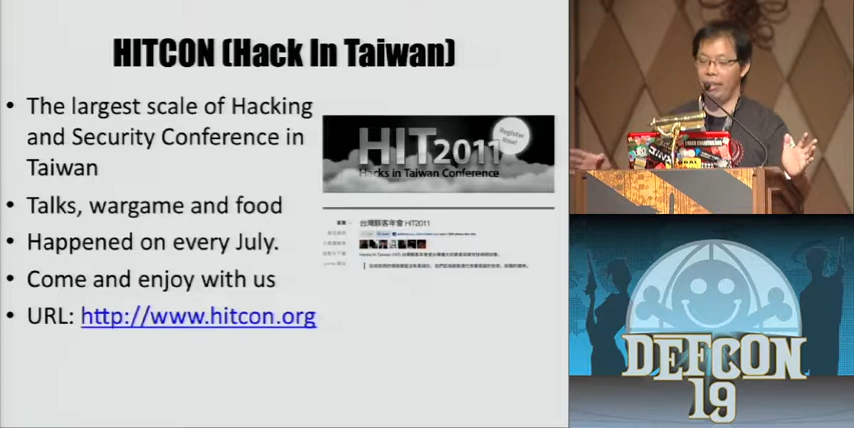 HITCON (Hack In Taiwan)
• The largest scale of Hacking
and Security Conference in
Taiwan
• Talks, wargame and food
• Happened on every July.
• Come and enjoy with us
• URL: http://www.hitcon.org
Register
Now!
HIT2011
Hacks in Taiwan Conference
台灣駭客年會 HIT2011
DEFCON
19